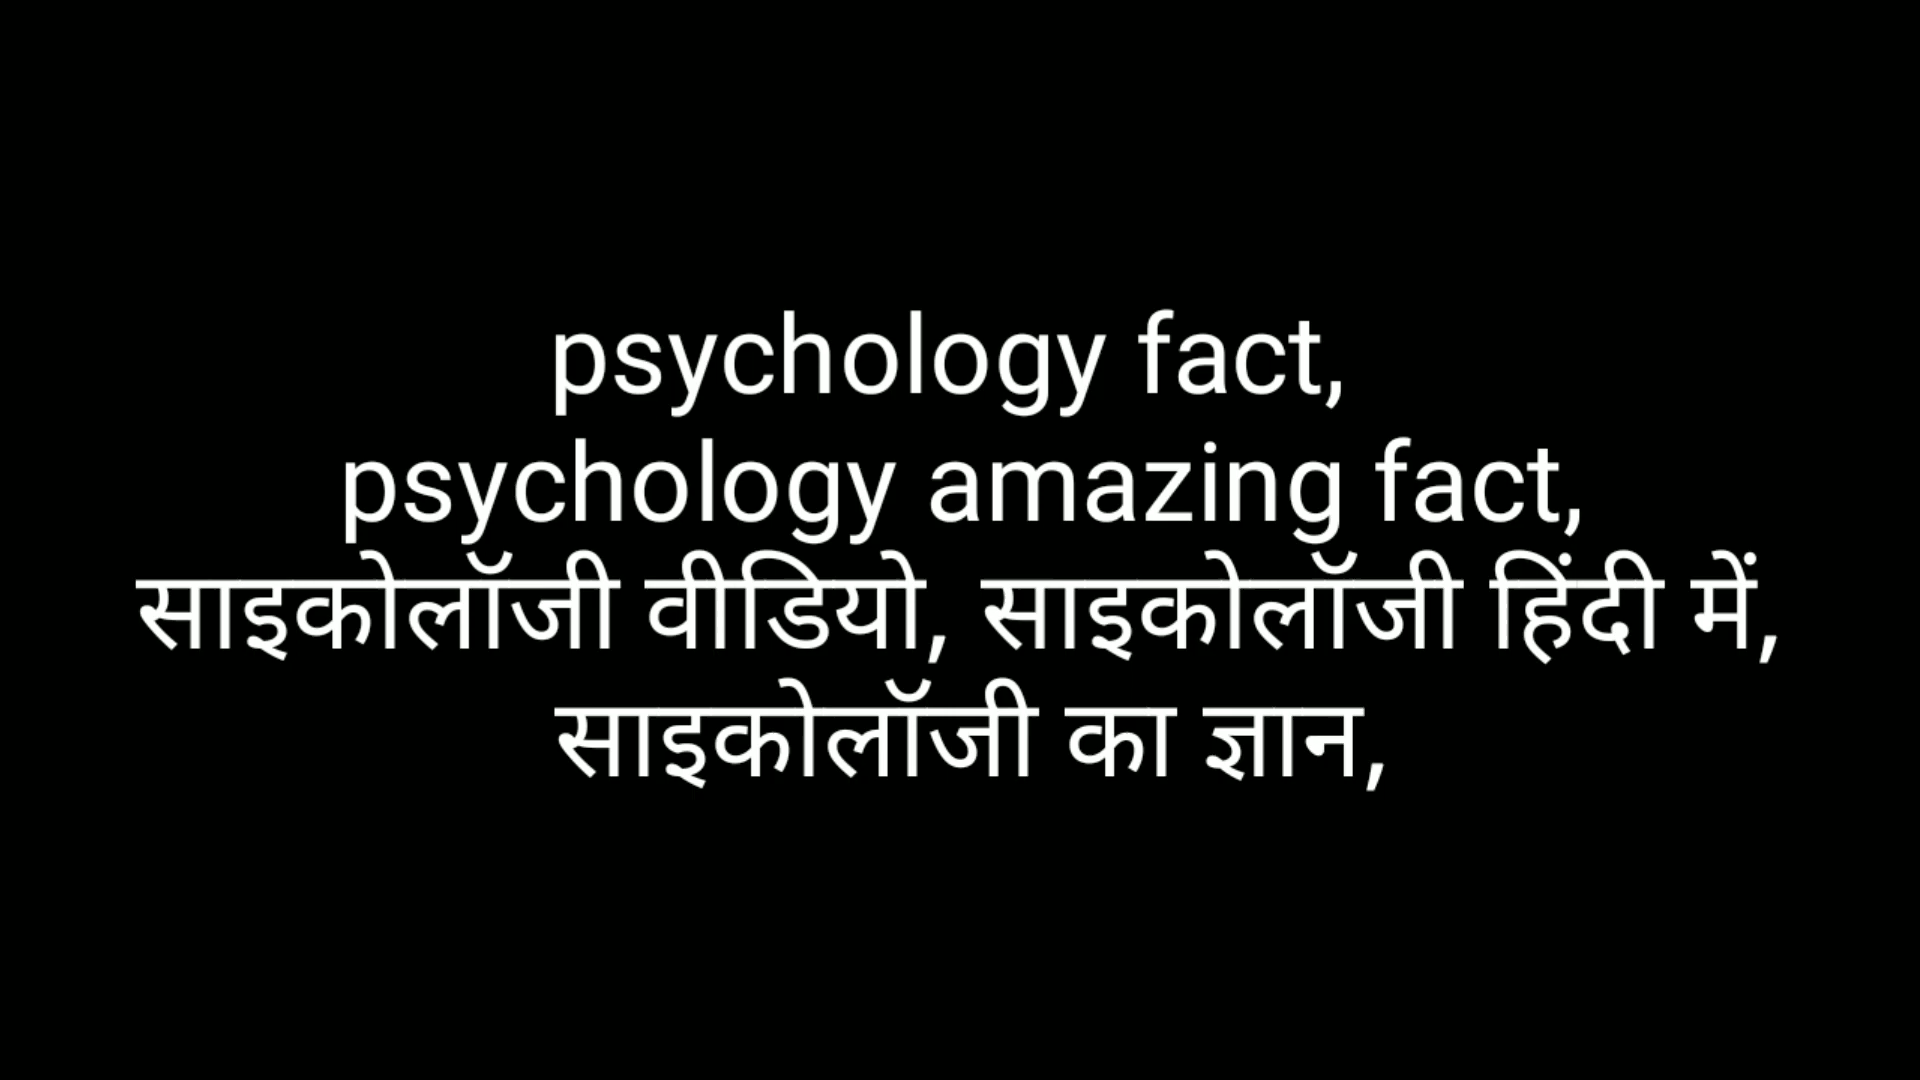 psychology fact,
psychology amazing fact,
साइकोलॉजी वीडियो, साइकोलॉजी हिंदी में,
साइकोलॉजी का ज्ञान,